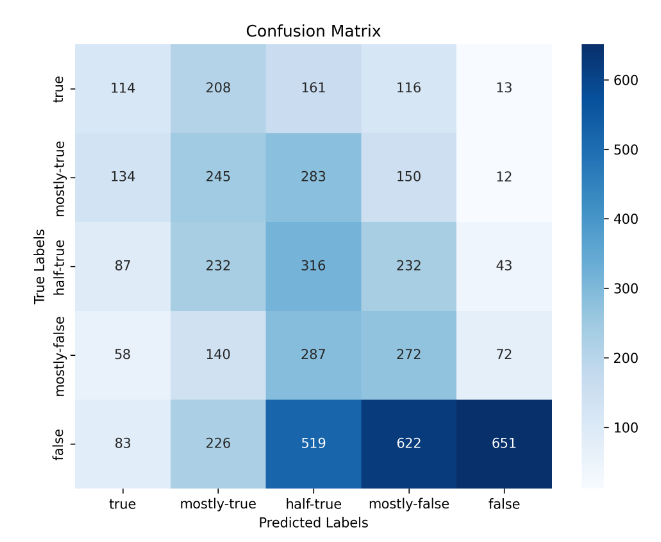 Confusion Matrix
True Labels
true
114 208 161 116 13
mostly-true
134 245 283 150 12
half-true
87 232 316 232 43
mostly-false
58 140 287 272 72
false
83 226 519 622 651
true mostly-true half-true mostly-false false
Predicted Labels
600
500
400
300
200
100